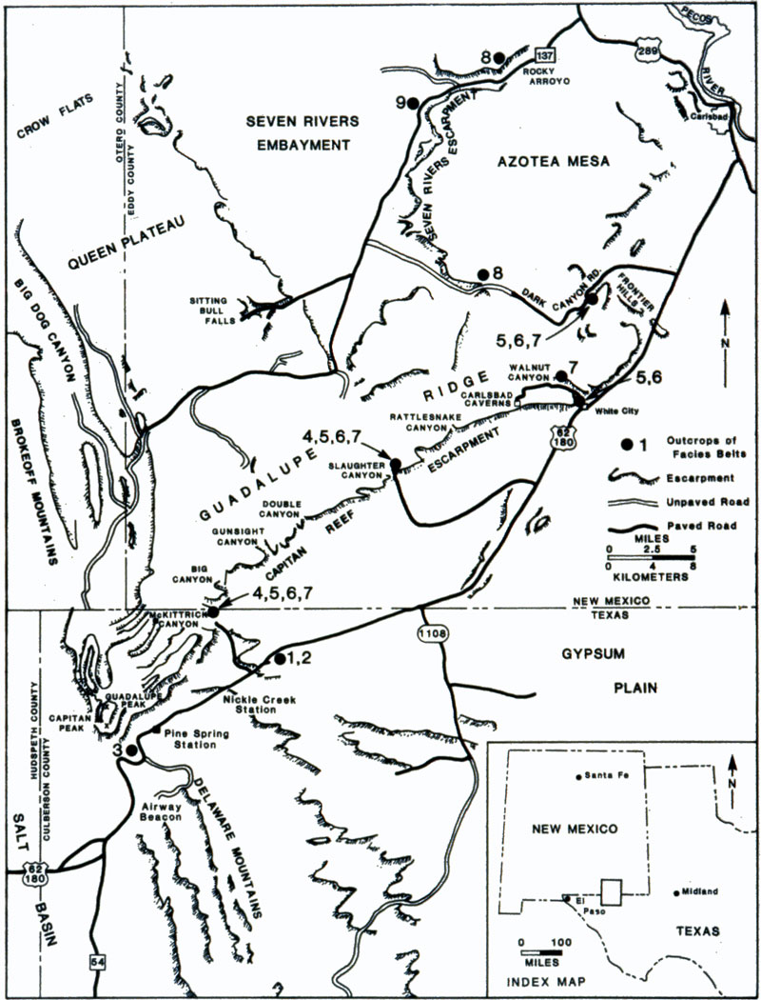 PECOS
RIVER
289
8
137
ROCKY
ARROYO
CROW FLATS
9
Carlsbad
OTERO COUNTY
EDDY COUNTY
SEVEN RIVERS
EMBAYMENT
SEVEN RIVERS ESCARPMENT
AZOTEA MESA
QUEEN PLATEAU
8
DARK CANYON RD.
FRONTIER
HILLS
BIG DOG CANYON
SITTING
BULL
FALLS
5,6,7
N
WALNUT
CANYON
7
5,6
CARLSBAD
CAVERNS
White City
GUADALUPE RIDGE
RATTLESNAKE
CANYON
62
180
BROKEOFF MOUNTAINS
4,5,6,7
SLAUGHTER
CANYON
CAPITAN REEF ESCARPMENT
1 Outcrops of
Facies Belts
Escarpment
Unpaved Road
Paved Road
MILES
0 2.5 5
0 4 8
KILOMETERS
DOUBLE
CANYON
GUNSIGHT
CANYON
BIG
CANYON
4,5,6,7
McKITTRICK
CANYON
NEW MEXICO
TEXAS
1108
1,2
GYPSUM
PLAIN
HUDSPETH COUNTY
CULBERSON COUNTY
GUADALUPE
PEAK
CAPITAN
PEAK
Nickle Creek
Station
Pine Spring
Station
3
Airway
Beacon
DELAWARE MOUNTAINS
SALT BASIN
62
180
54
Santa Fe
N
NEW MEXICO
El
Paso
Midland
TEXAS
0 100
MILES
INDEX MAP